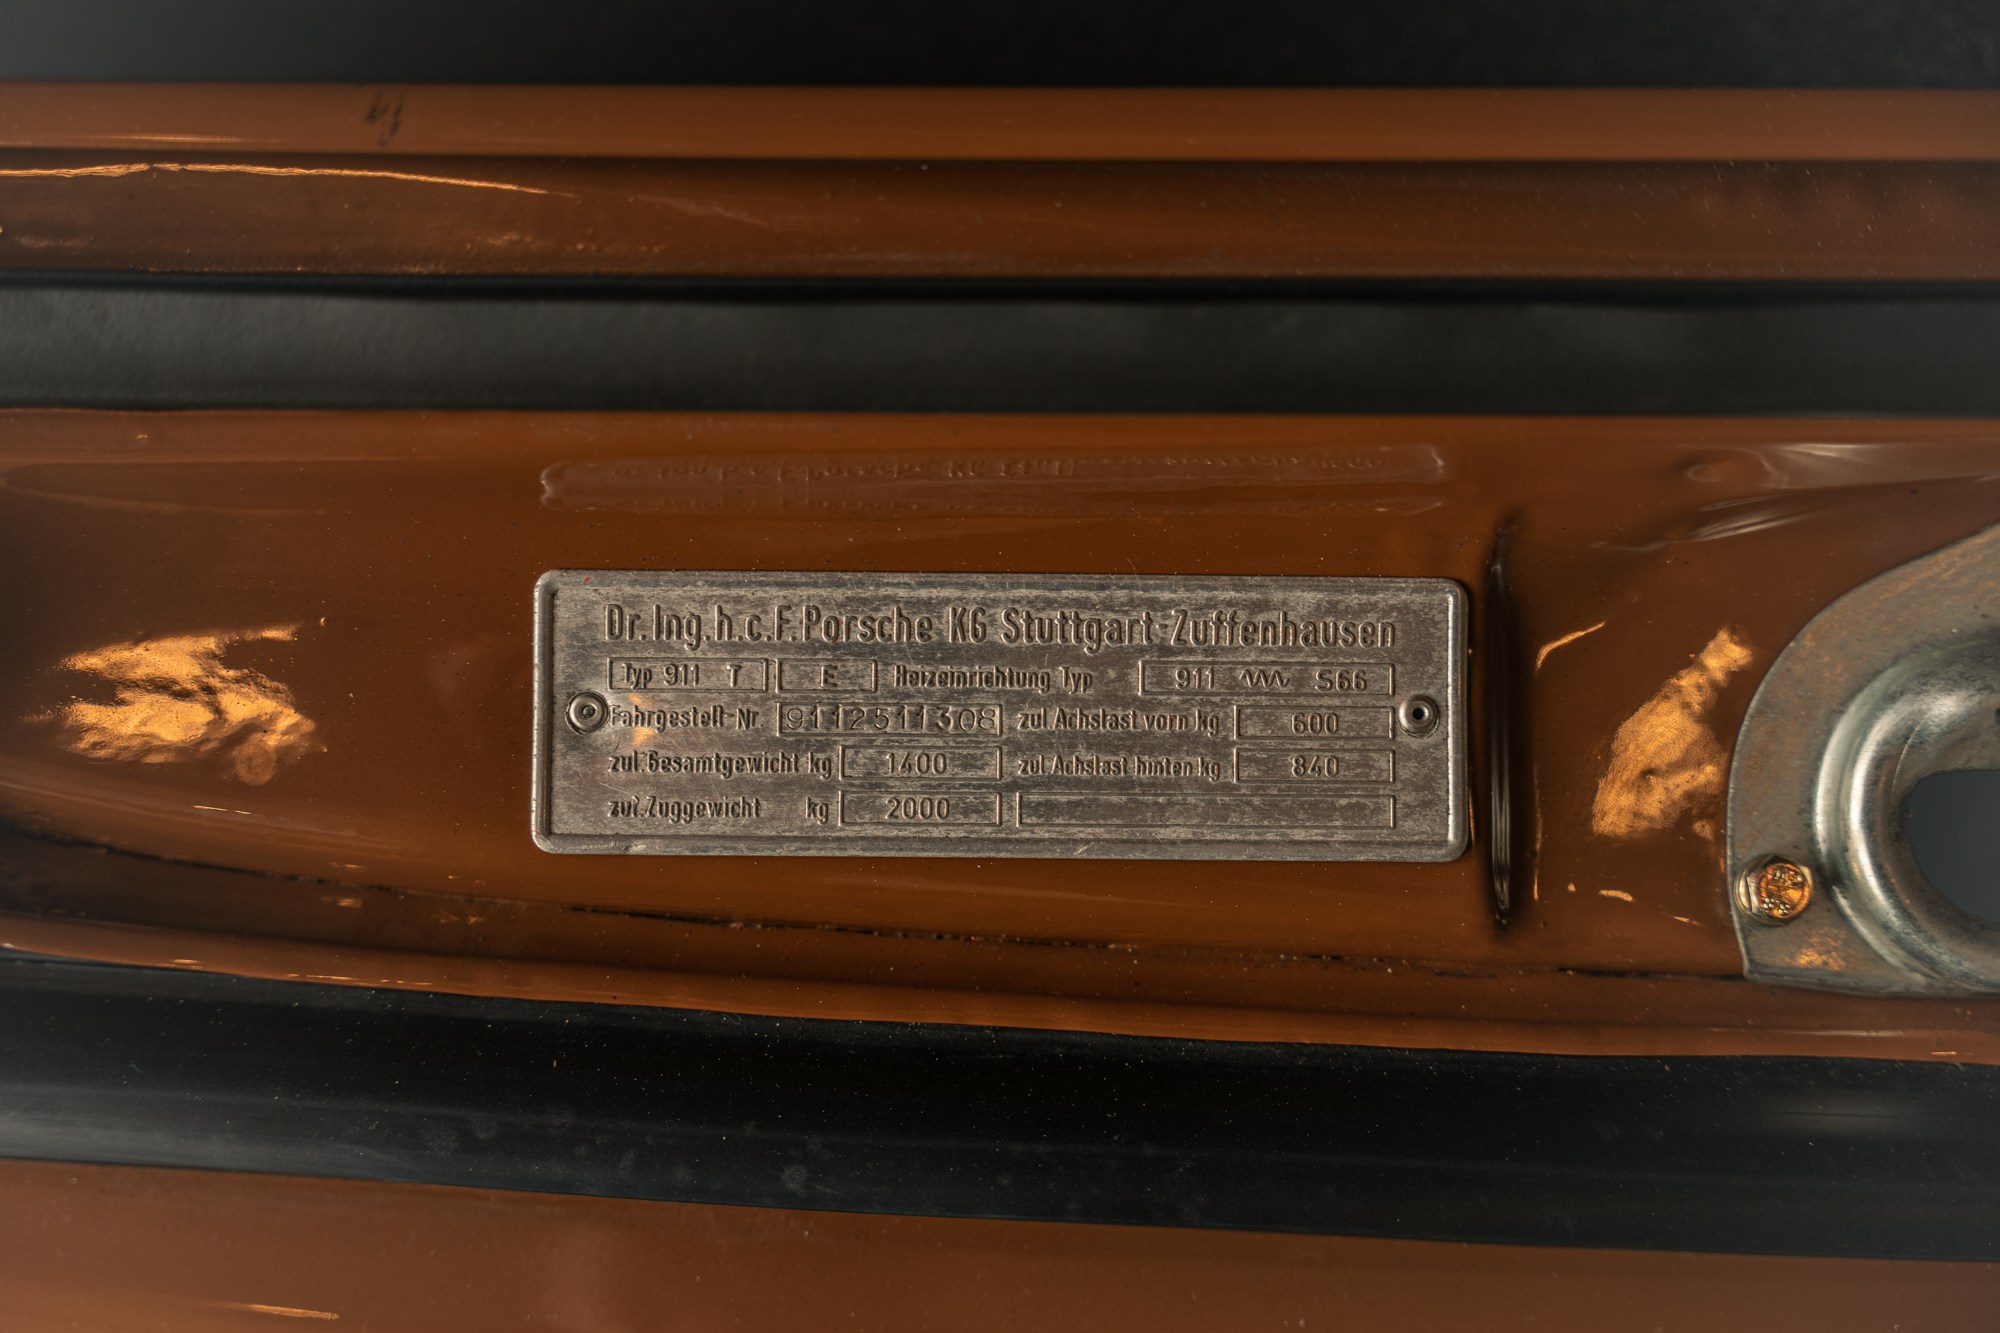 Dr. Ing. h. c. F. Porsche KG Stuttgart-Zuffenhausen
Typ 911 T E Heizeinrichtung Typ 911 S66
Fahrgestell-Nr. 9112511308 zul. Achslast vorn kg 600
zul. Gesamtgewicht kg 1400 zul. Achslast hinten kg 840
zul. Zuggewicht kg 2000